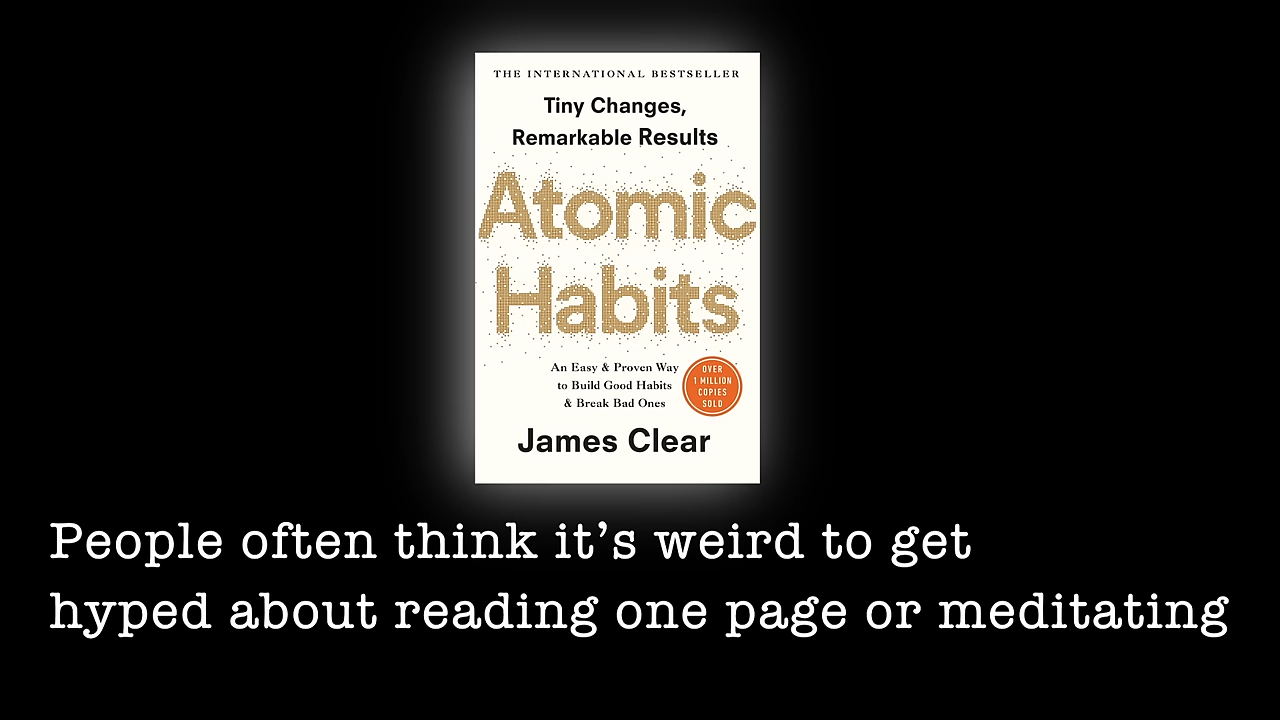 THE INTERNATIONAL BESTSELLER
Tiny Changes,
Remarkable Results
Atomic
Habits
An Easy & Proven Way
to Build Good Habits
& Break Bad Ones
OVER
1 MILLION
COPIES
SOLD
James Clear
People often think it’s weird to get
hyped about reading one page or meditating